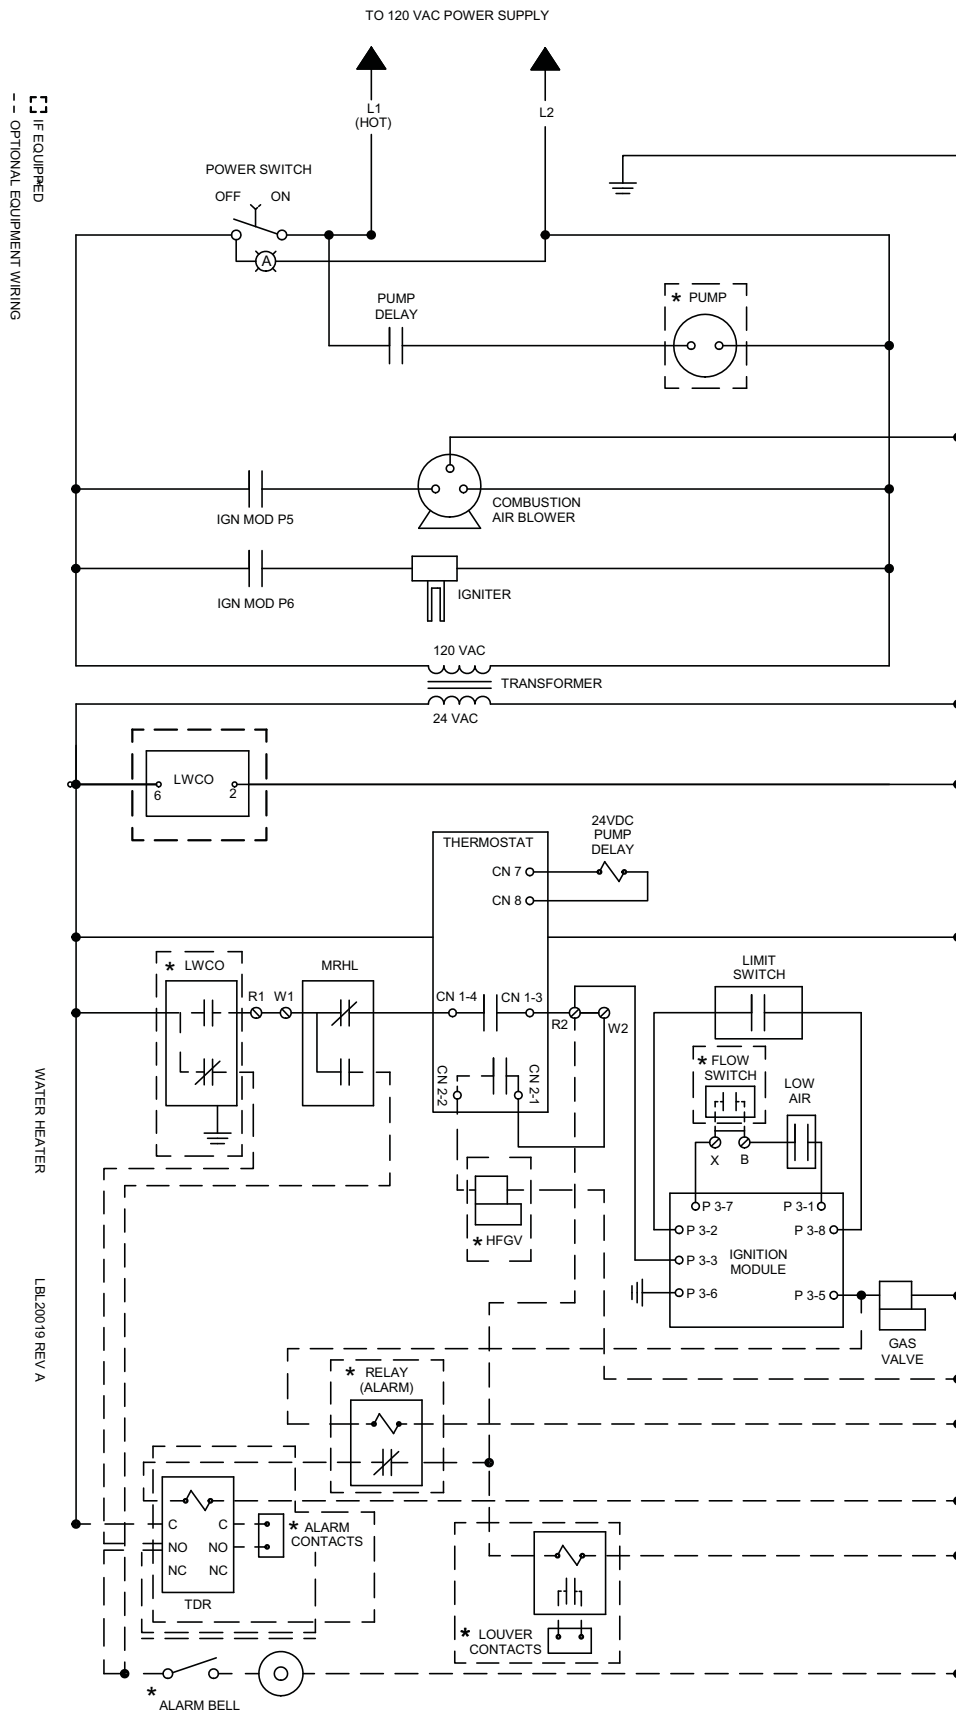 TO 120 VAC POWER SUPPLY
L1
(HOT)
L2
IF EQUIPPED
OPTIONAL EQUIPMENT WIRING
POWER SWITCH
OFF
ON
A
PUMP
DELAY
* PUMP
COMBUSTION
AIR BLOWER
IGN MOD P5
IGNITER
IGN MOD P6
120 VAC
TRANSFORMER
24 VAC
LWCO
6
2
THERMOSTAT
24VDC
PUMP
DELAY
CN 7
CN 8
* LWCO
R1
W1
MRHL
CN 1-4
CN 1-3
R2
W2
CN 2-2
CN 2-1
LIMIT
SWITCH
* FLOW
SWITCH
LOW
AIR
X
B
P 3-7
P 3-1
P 3-2
P 3-8
P 3-3
IGNITION
MODULE
P 3-6
P 3-5
GAS
VALVE
* HFGV
WATER HEATER
LBL20019 REV A
* RELAY
(ALARM)
C
C
NO
NO
NC
NC
TDR
* ALARM
CONTACTS
* LOUVER
CONTACTS
* ALARM BELL